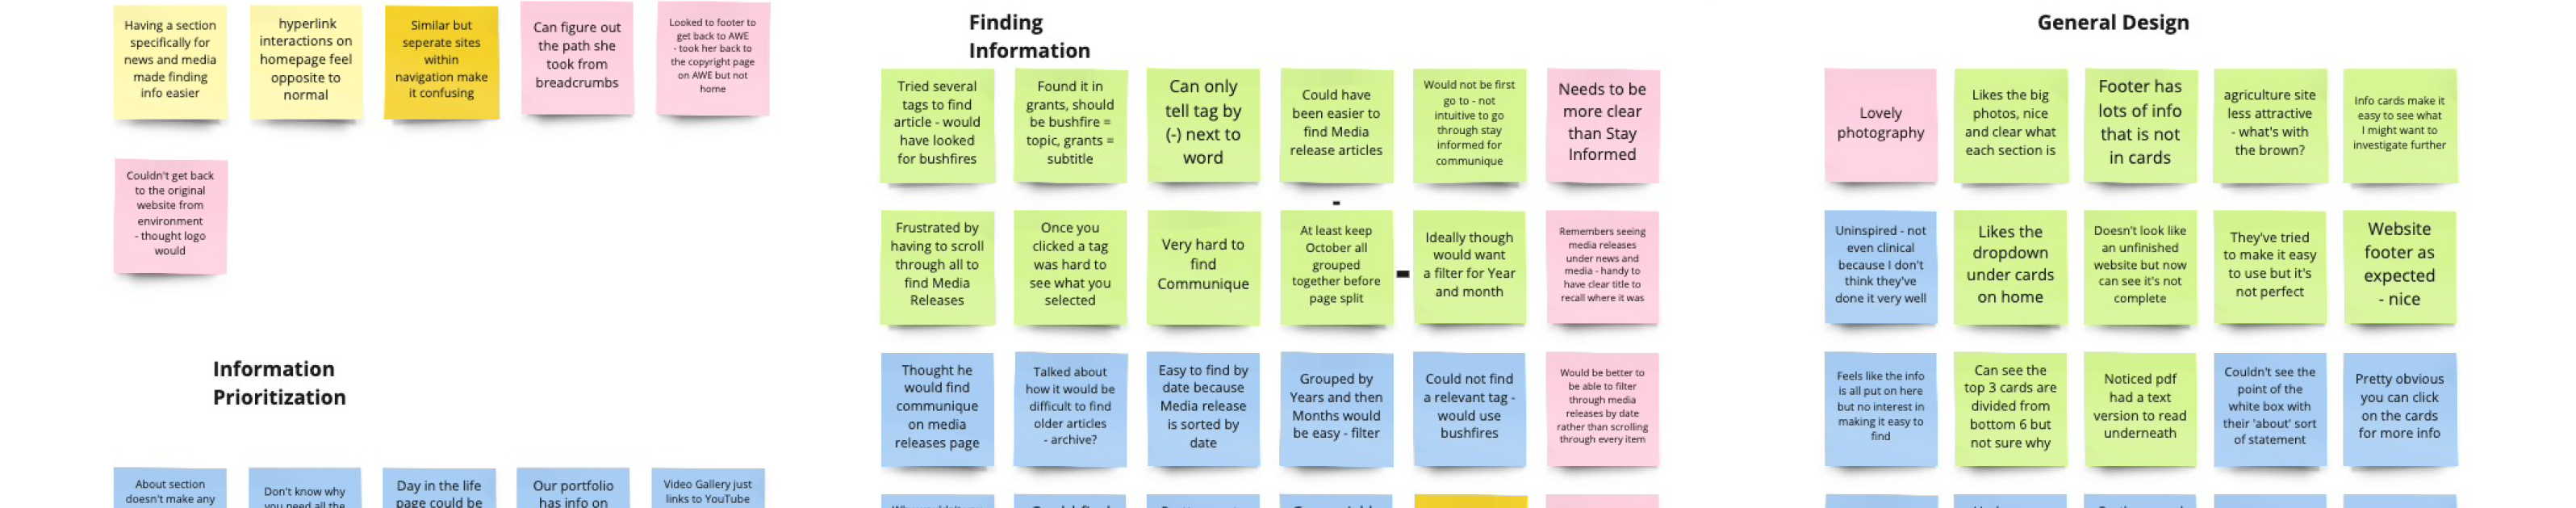 Having a section
specifically for
news and media
made finding
info easier
hyperlink
interactions on
homepage feel
opposite to
normal
Similar but
seperate sites
within
navigation make
it confusing
Can figure out
the path she
took from
breadcrumbs
Looked to footer to
get back to AWE
- took her back to
the copyright page
on AWE but not
home
Couldn't get back
to the original
website from
environment
- thought logo
would
Information
Prioritization
About section
doesn't make any
Don't know why
you need all the
Day in the life
page could be
Our portfolio
has info on
Video Gallery just
links to YouTube
Finding
Information
Tried several
tags to find
article - would
have looked
for bushfires
Found it in
grants, should
be bushfire =
topic, grants =
subtitle
Can only
tell tag by
(-) next to
word
Could have
been easier to
find Media
release articles
Would not be first
go to - not
intuitive to go
through stay
informed for
communique
Needs to be
more clear
than Stay
Informed
-
Frustrated by
having to scroll
through all to
find Media
Releases
Once you
clicked a tag
was hard to
see what you
selected
Very hard to
find
Communique
At least keep
October all
grouped
together before
page split
-
Ideally though
would want
a filter for Year
and month
Remembers seeing
media releases
under news and
media - handy to
have clear title to
recall where it was
Thought he
would find
communique
on media
releases page
Talked about
how it would be
difficult to find
older articles
- archive?
Easy to find by
date because
Media release
is sorted by
date
Grouped by
Years and then
Months would
be easy - filter
Could not find
a relevant tag -
would use
bushfires
Would be better to
be able to filter
through media
releases by date
rather than scrolling
through every item
General Design
Lovely
photography
Likes the big
photos, nice
and clear what
each section is
Footer has
lots of info
that is not
in cards
agriculture site
less attractive
- what's with
the brown?
Info cards make it
easy to see what
I might want to
investigate further
Uninspired - not
even clinical
because I don't
think they've
done it very well
Likes the
dropdown
under cards
on home
Doesn't look like
an unfinished
website but now
can see it's not
complete
They've tried
to make it easy
to use but it's
not perfect
Website
footer as
expected
- nice
Feels like the info
is all put on here
but no interest in
making it easy to
find
Can see the
top 3 cards are
divided from
bottom 6 but
not sure why
Noticed pdf
had a text
version to read
underneath
Couldn't see the
point of the
white box with
their 'about' sort
of statement
Pretty obvious
you can click
on the cards
for more info